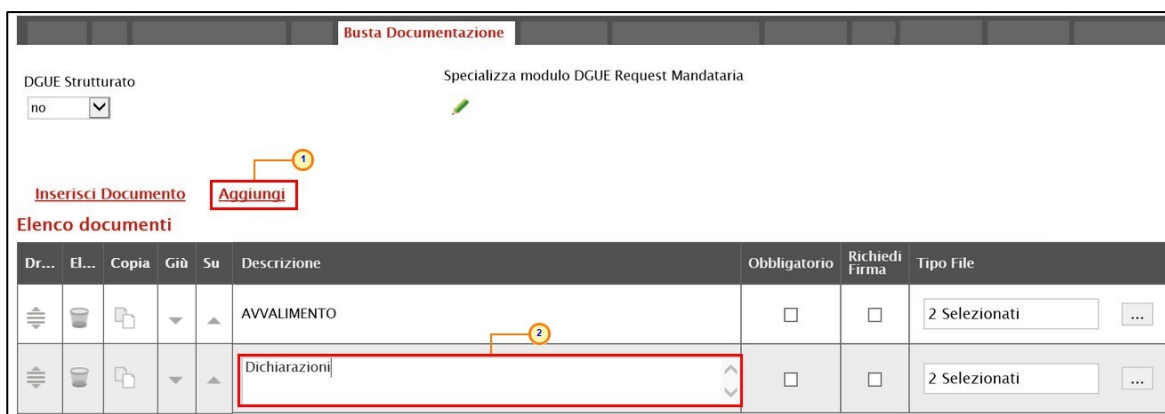 Busta Documentazione
DGUE Strutturato
Specializza modulo DGUE Request Mandataria
no
1
Inserisci Documento Aggiungi
Elenco documenti
Dr... El... Copia Giù Su Descrizione Obbligatorio Richiedi Firma Tipo File
AVVALIMENTO 2 Selezionati ...
2
Dichiarazioni 2 Selezionati ...